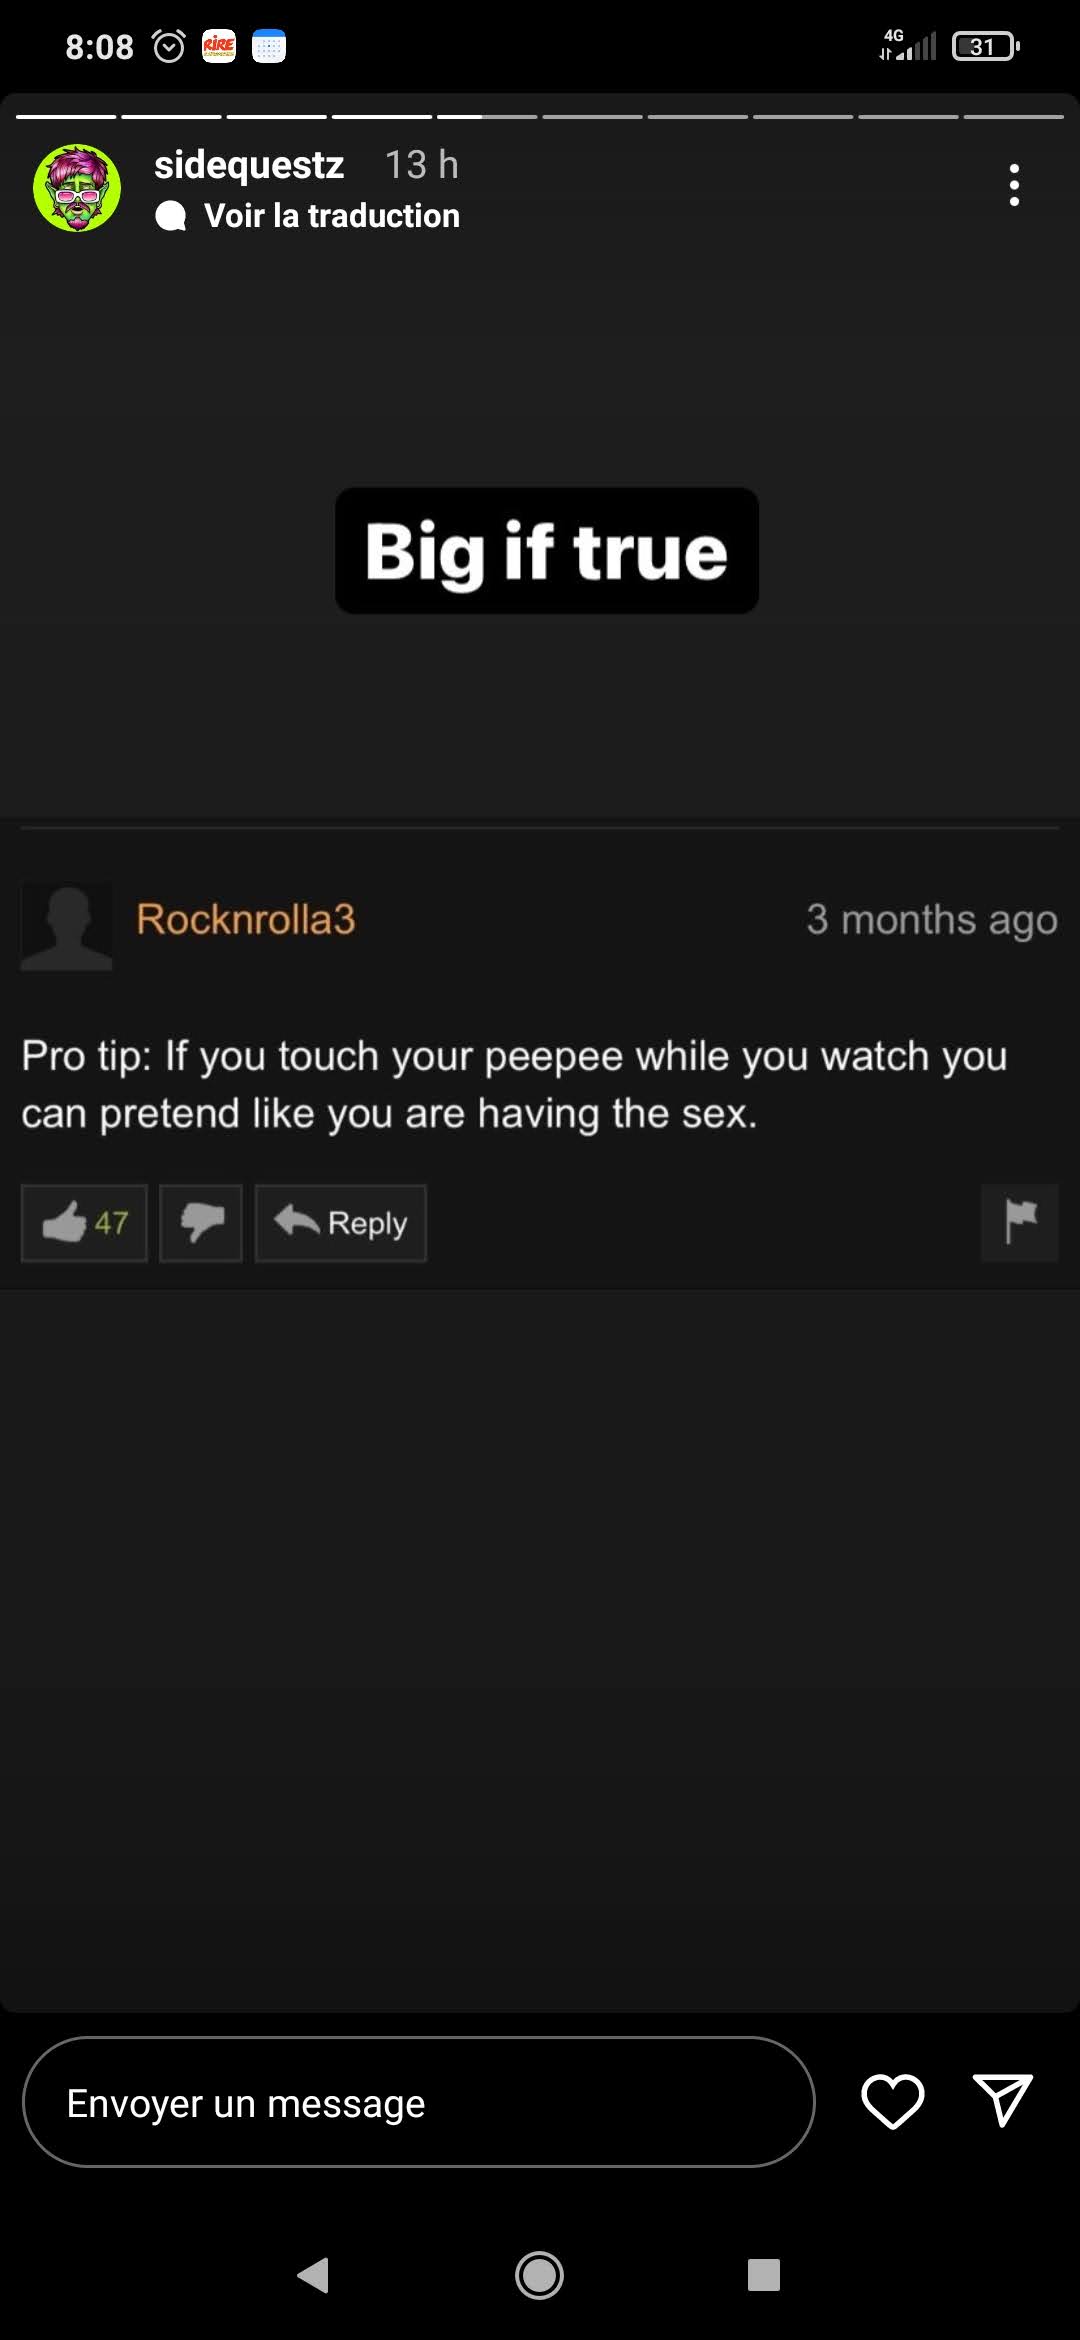 8:08
RiRE
4G
31
sidequestz 13 h
Voir la traduction
Big if true
Rocknrolla3 3 months ago
Pro tip: If you touch your peepee while you watch you
can pretend like you are having the sex.
47 Reply
Envoyer un message